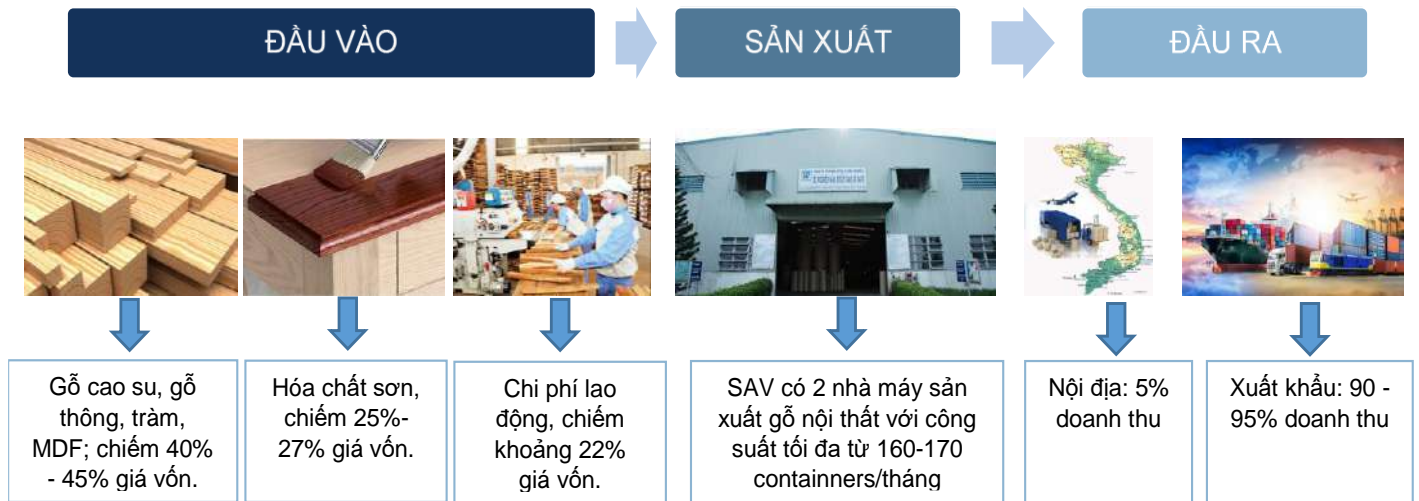 ĐẦU VÀO
SẢN XUẤT
ĐẦU RA
Gỗ cao su, gỗ
thông, tràm,
MDF; chiếm 40%
- 45% giá vốn.
Hóa chất sơn,
chiếm 25%-
27% giá vốn.
Chi phí lao
động, chiếm
khoảng 22%
giá vốn.
SAV có 2 nhà máy sản
xuất gỗ nội thất với công
suất tối đa từ 160-170
containners/tháng
Nội địa: 5%
doanh thu
Xuất khẩu: 90 -
95% doanh thu